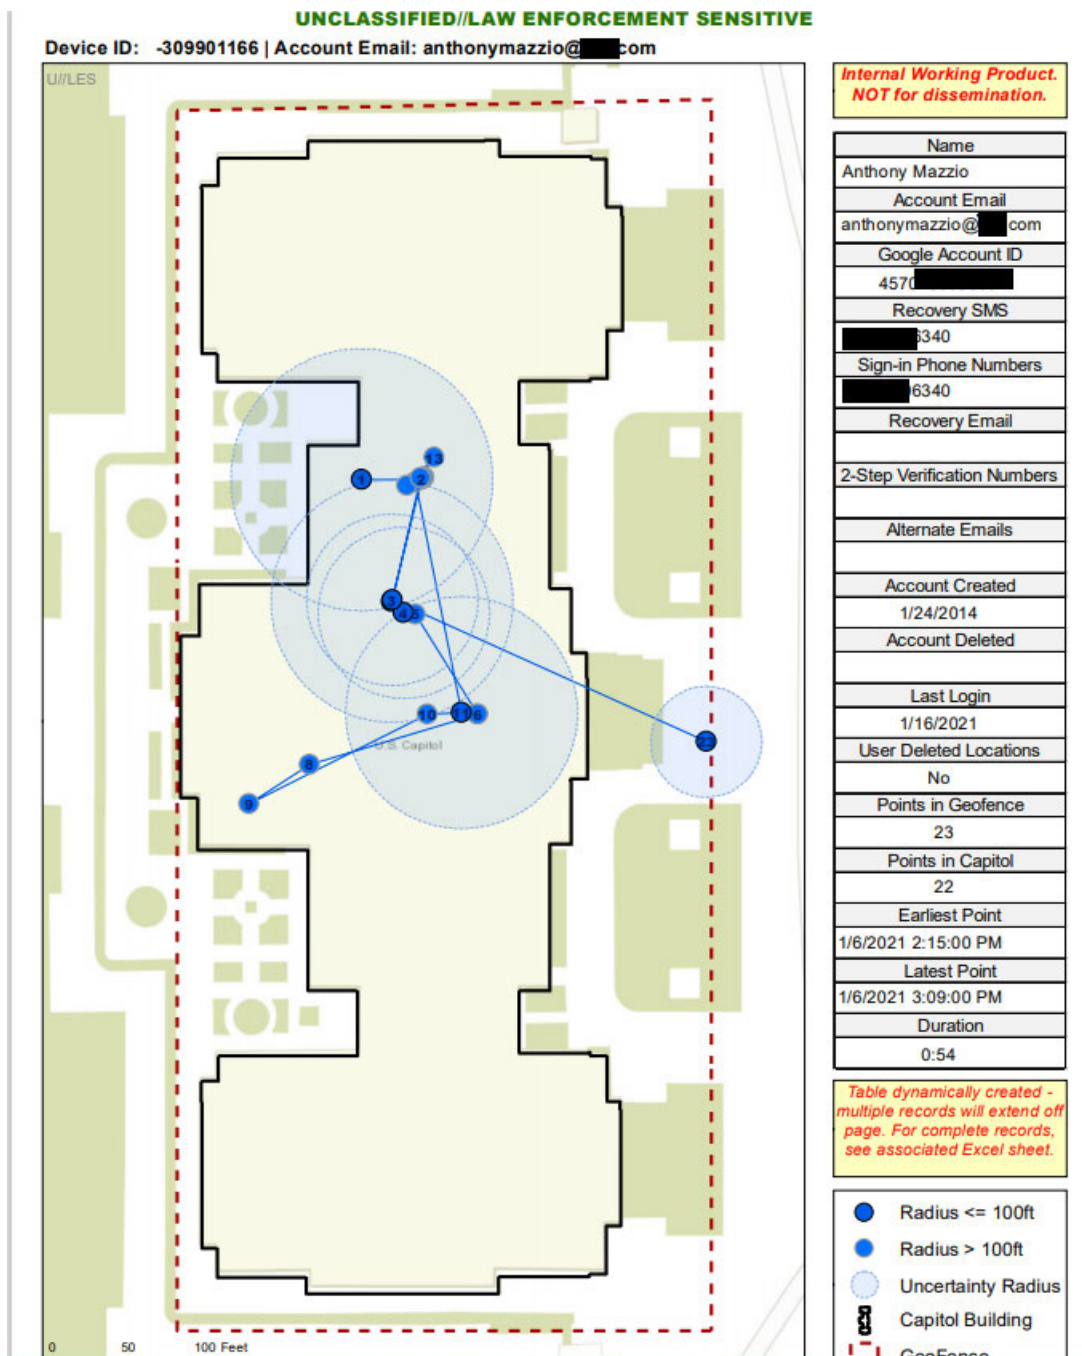 UNCLASSIFIED//LAW ENFORCEMENT SENSITIVE
Device ID: -309901166 | Account Email: anthonymazzio@ com
U//LES
13
1
2
3
4 5
10
11 6
U.S. Capitol
8
9
23
0 50 100 Feet
Internal Working Product.
NOT for dissemination.
Name
Anthony Mazzio
Account Email
anthonymazzio@ com
Google Account ID
4570
Recovery SMS
6340
Sign-in Phone Numbers
6340
Recovery Email
2-Step Verification Numbers
Alternate Emails
Account Created
1/24/2014
Account Deleted
Last Login
1/16/2021
User Deleted Locations
No
Points in Geofence
23
Points in Capitol
22
Earliest Point
1/6/2021 2:15:00 PM
Latest Point
1/6/2021 3:09:00 PM
Duration
0:54
Table dynamically created -
multiple records will extend off
page. For complete records,
see associated Excel sheet.
Radius <= 100ft
Radius > 100ft
Uncertainty Radius
Capitol Building
GeoFence